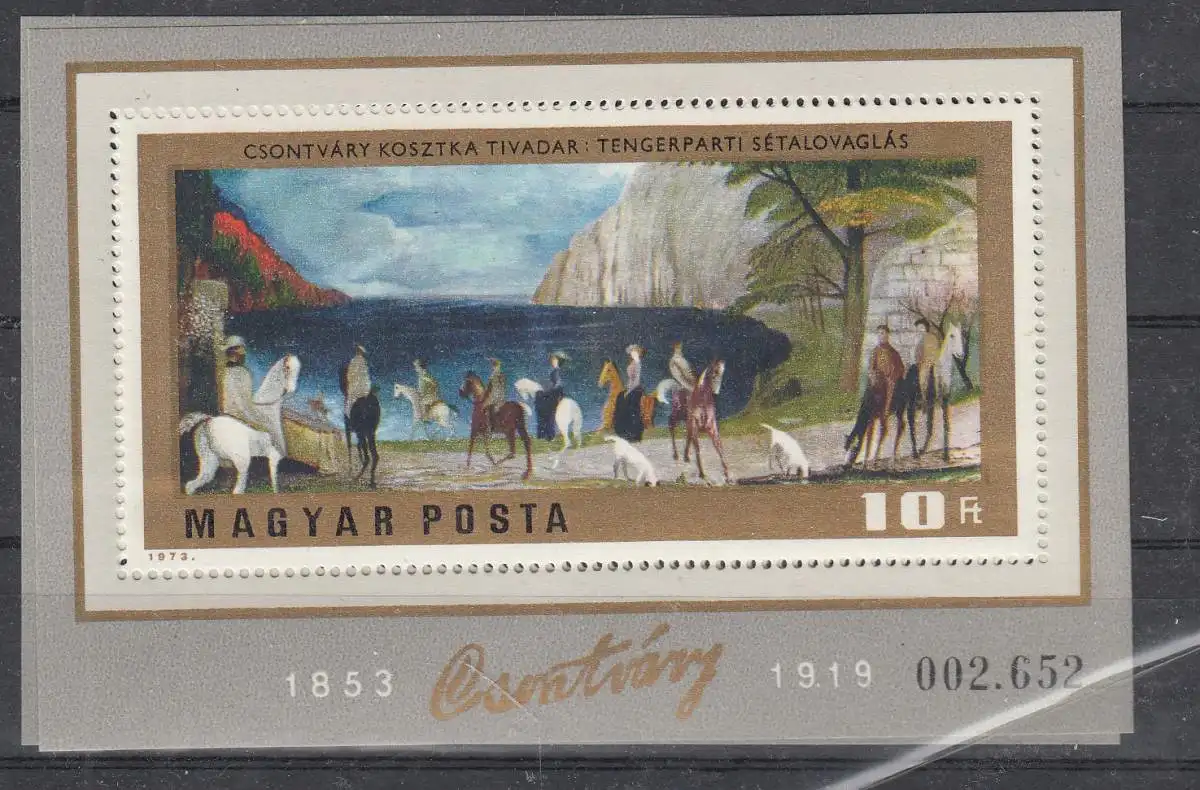 CSONTVÁRY KOSZTKA TIVADAR: TENGERPARTI SÉTALOVAGLÁS
MAGYAR POSTA 10 Ft
1973.
1853 Csontváry 1919 002.652